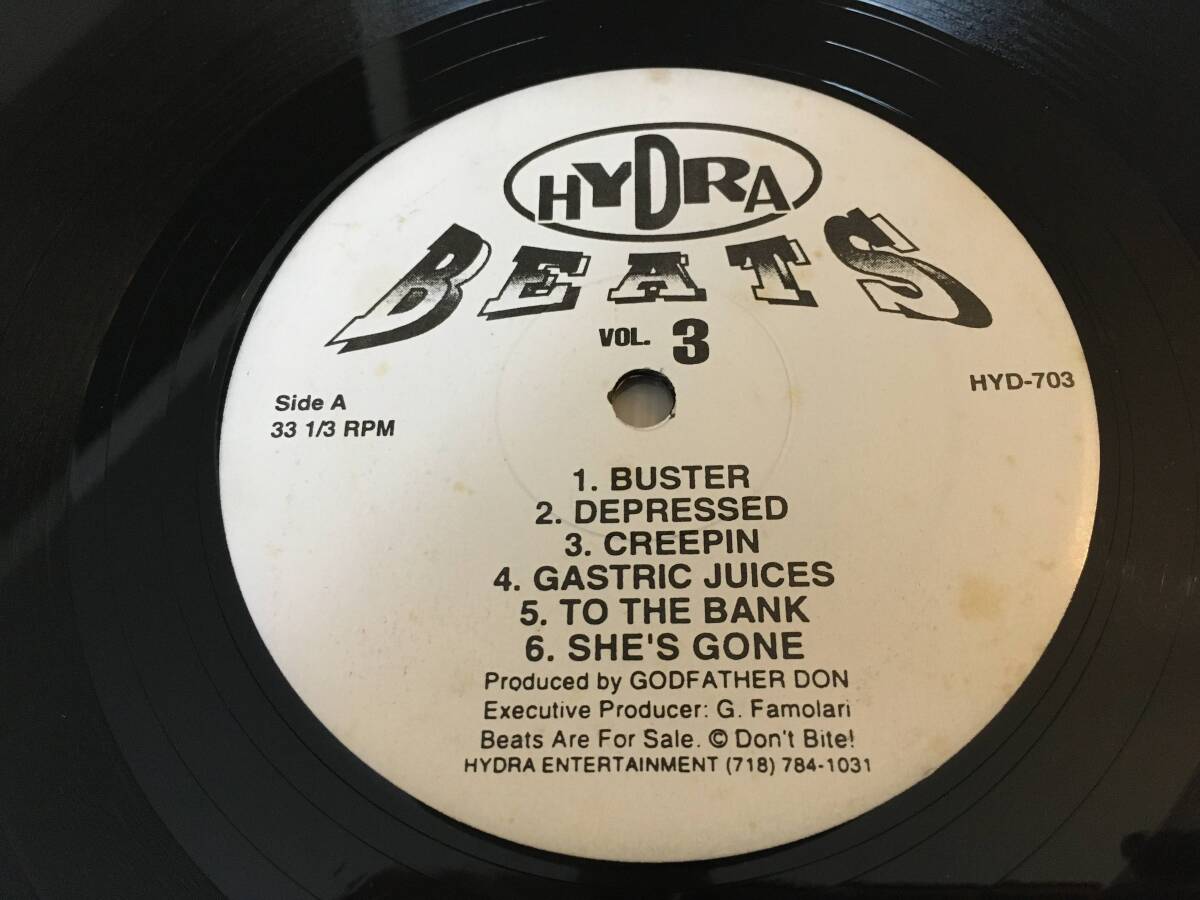 HYDRA
BEATS
VOL. 3
HYD-703
Side A
33 1/3 RPM
1. BUSTER
2. DEPRESSED
3. CREEPIN
4. GASTRIC JUICES
5. TO THE BANK
6. SHE'S GONE
Produced by GODFATHER DON
Executive Producer: G. Famolari
Beats Are For Sale. © Don't Bite!
HYDRA ENTERTAINMENT (718) 784-1031